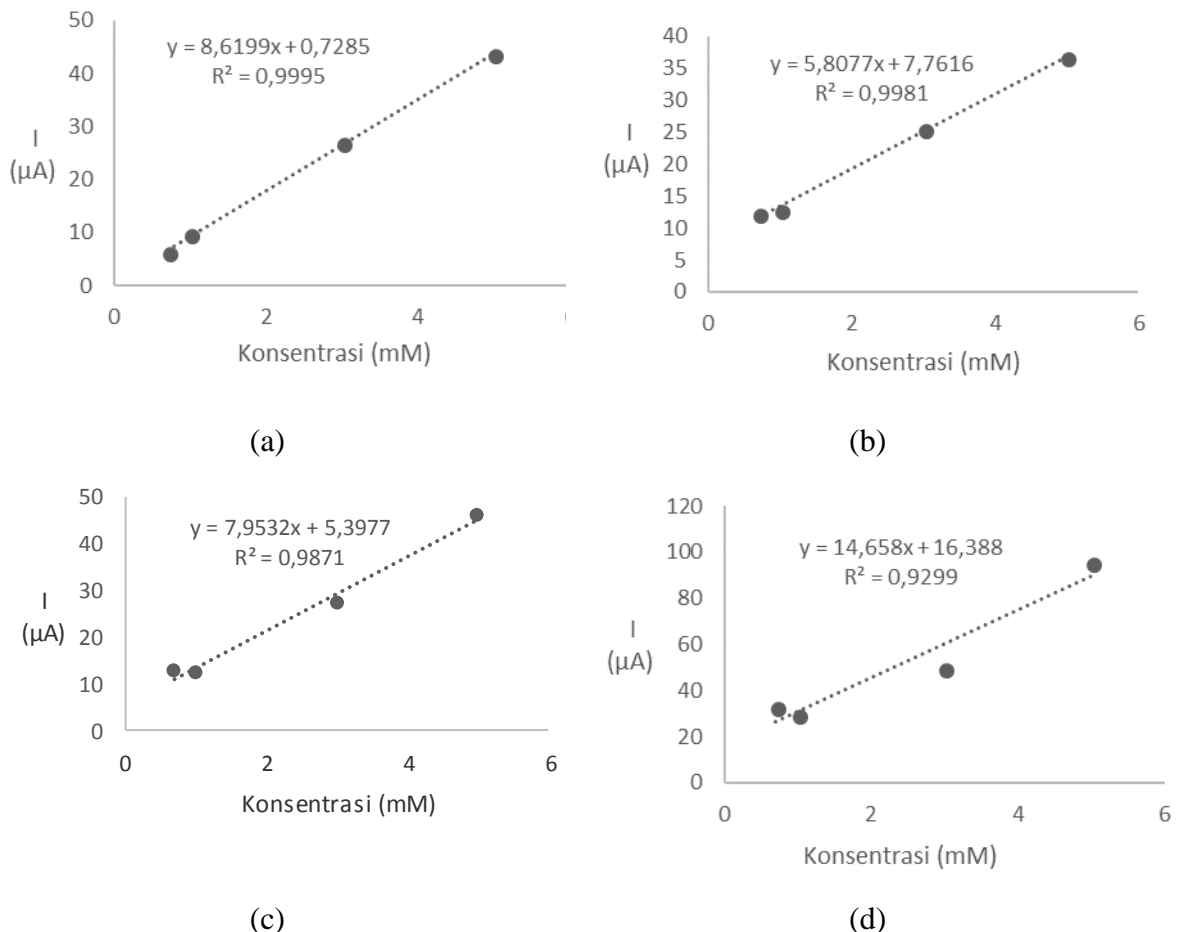 50
40
30
20
10
0
I
(µA)
y = 8,6199x + 0,7285
R² = 0,9995
0
2
4
Konsentrasi (mM)
(a)
40
35
30
25
20
15
10
5
0
I
(µA)
y = 5,8077x + 7,7616
R² = 0,9981
0
2
4
6
Konsentrasi (mM)
(b)
50
40
30
20
10
0
I
(µA)
y = 7,9532x + 5,3977
R² = 0,9871
0
2
4
6
Konsentrasi (mM)
(c)
120
100
80
60
40
20
0
I
(µA)
y = 14,658x + 16,388
R² = 0,9299
0
2
4
6
Konsentrasi (mM)
(d)